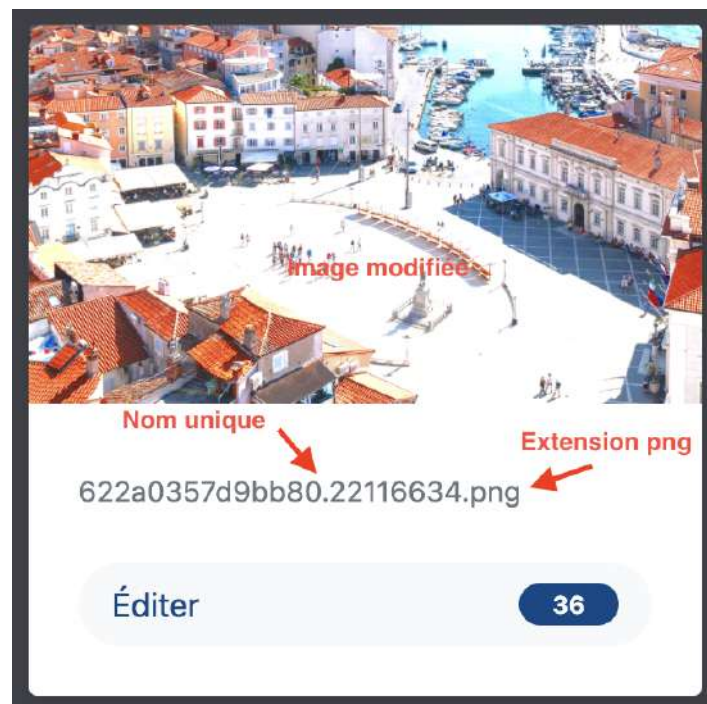 Image modifiée
Nom unique
Extension png
622a0357d9bb80.22116634.png
Éditer
36